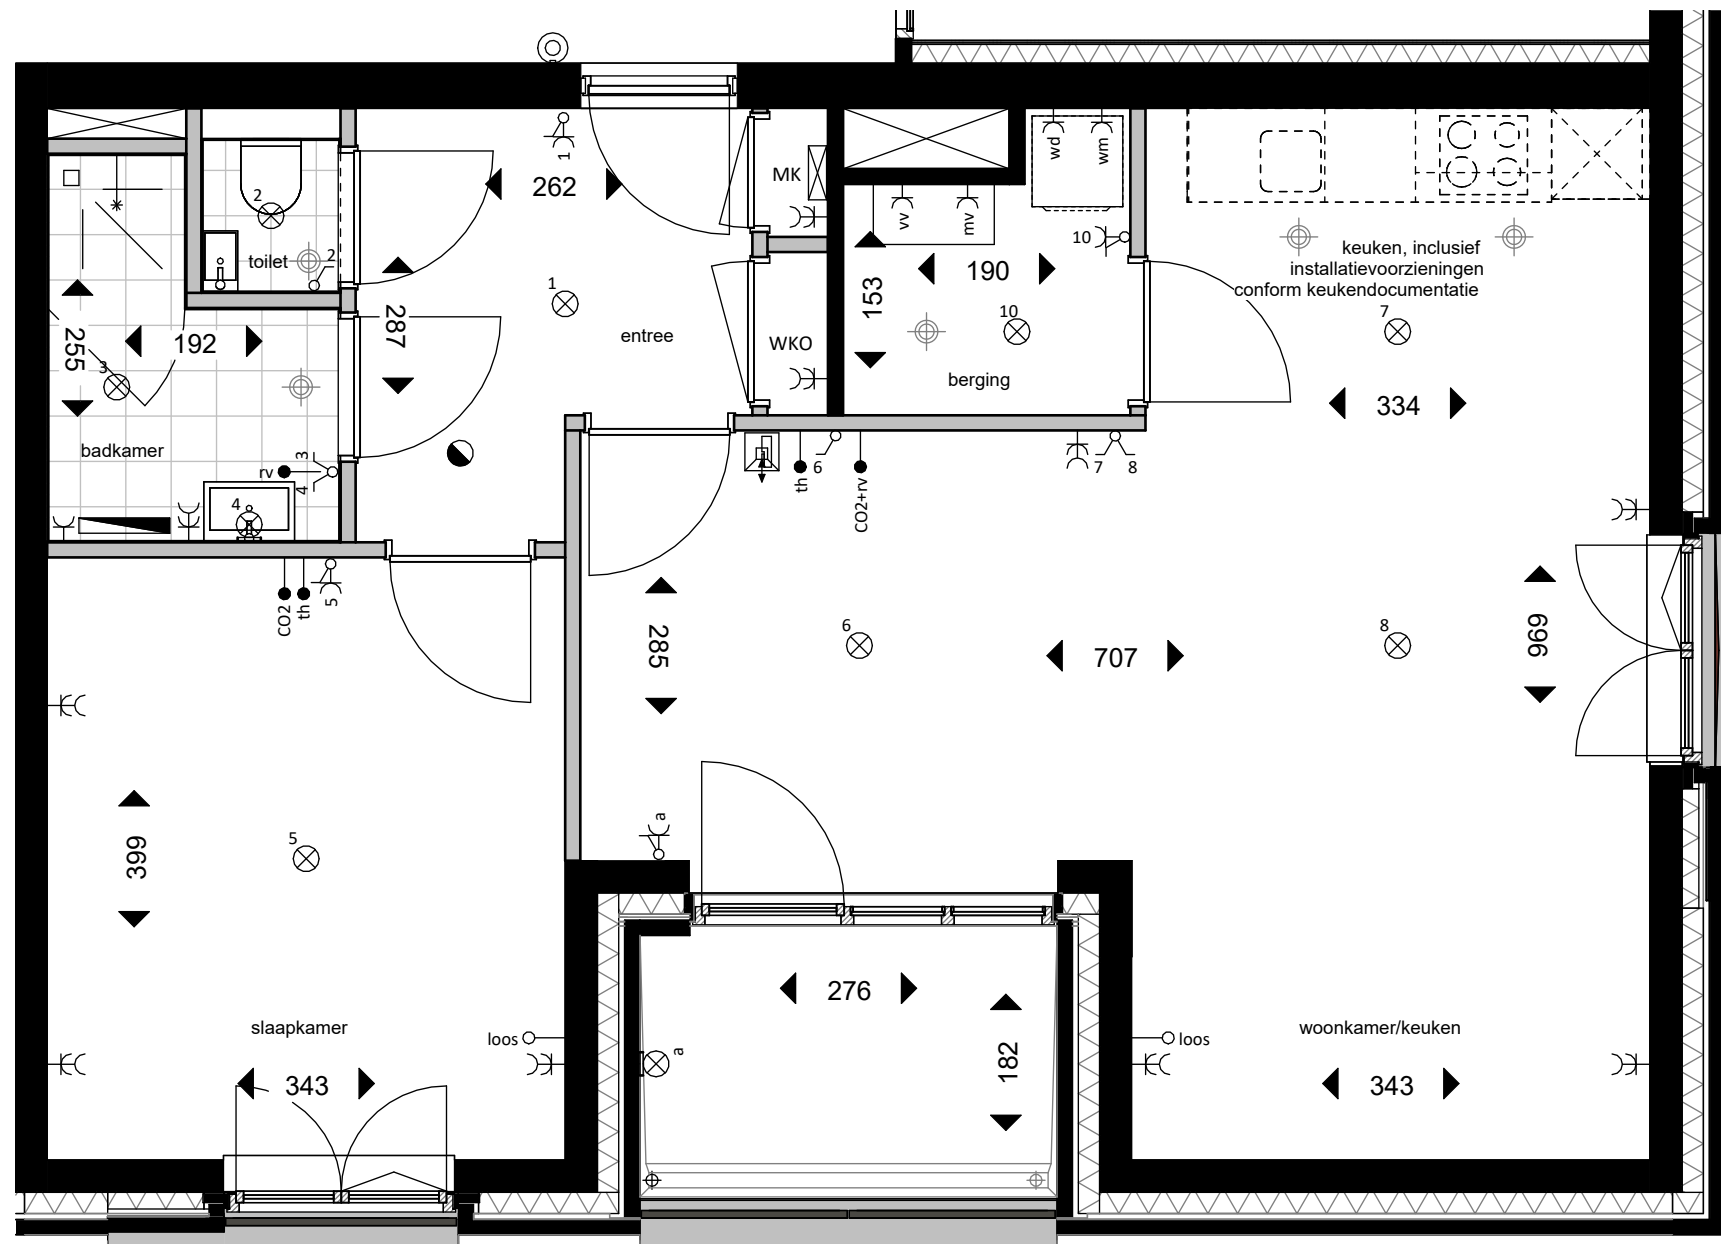 1
262
MK
wd
wm
2
toilet
2
vv
mv
10
keuken, inclusief
installatievoorzieningen
conform keukendocumentatie
190
153
287
1
10
7
255
192
entree
WKO
3
berging
334
badkamer
rv
3
4
4
th
6
CO2+rv
7
8
CO2
th
5
285
6
707
8
969
a
399
5
276
182
slaapkamer
loos
a
loos
woonkamer/keuken
343
343